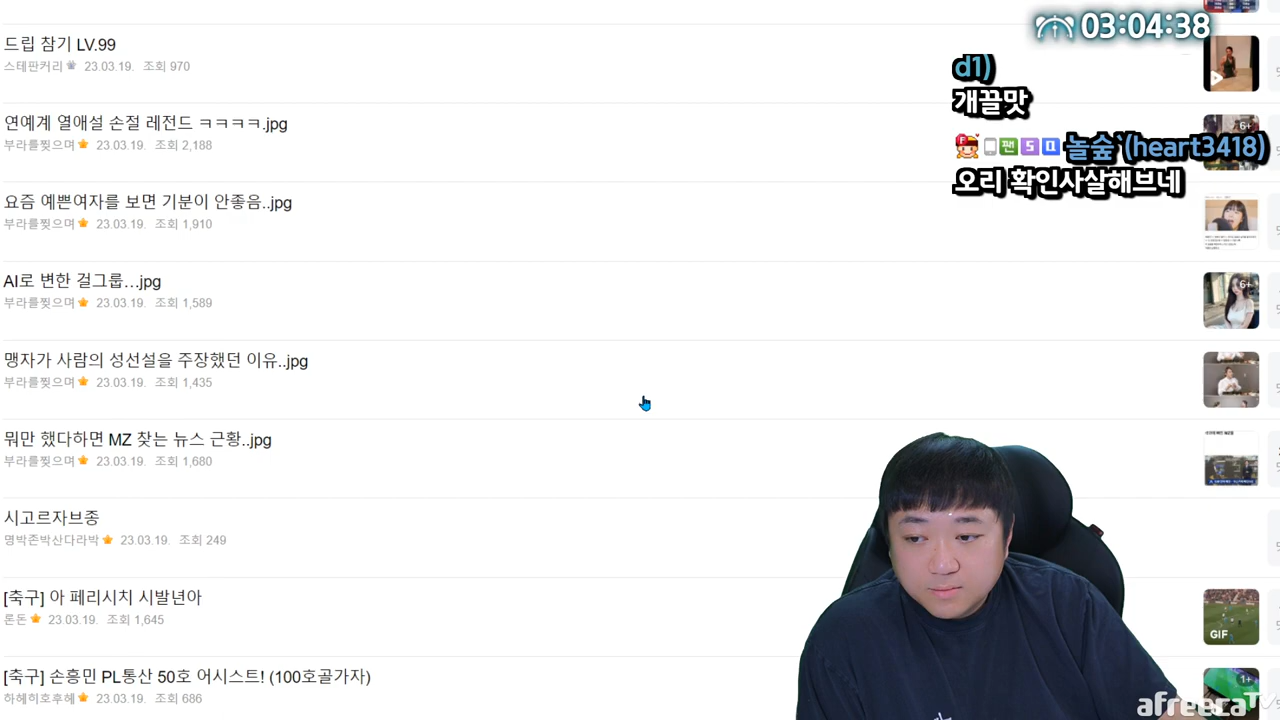 03:04:38
드립 참기 LV.99
스테판커리 23.03.19. 조회 970
d1)
개끌맛
연예계 열애설 손절 레전드 ㅋㅋㅋㅋ.jpg
부라를찢으며 23.03.19. 조회 2,188
6+
F 팬 5 Q 놀숲`(heart3418)
오리 확인사살해브네
요즘 예쁜여자를 보면 기분이 안좋음..jpg
부라를찢으며 23.03.19. 조회 1,910
AI로 변한 걸그룹...jpg
부라를찢으며 23.03.19. 조회 1,589
6+
맹자가 사람의 성선설을 주장했던 이유..jpg
부라를찢으며 23.03.19. 조회 1,435
뭐만 했다하면 MZ 찾는 뉴스 근황..jpg
부라를찢으며 23.03.19. 조회 1,680
시고르자브종
명박존박산다라박 23.03.19. 조회 249
[축구] 아 페리시치 시발년아
론돈 23.03.19. 조회 1,645
GIF
[축구] 손흥민 PL통산 50호 어시스트! (100호골가자)
하헤히호후헤 23.03.19. 조회 686
1+
afreecaTV